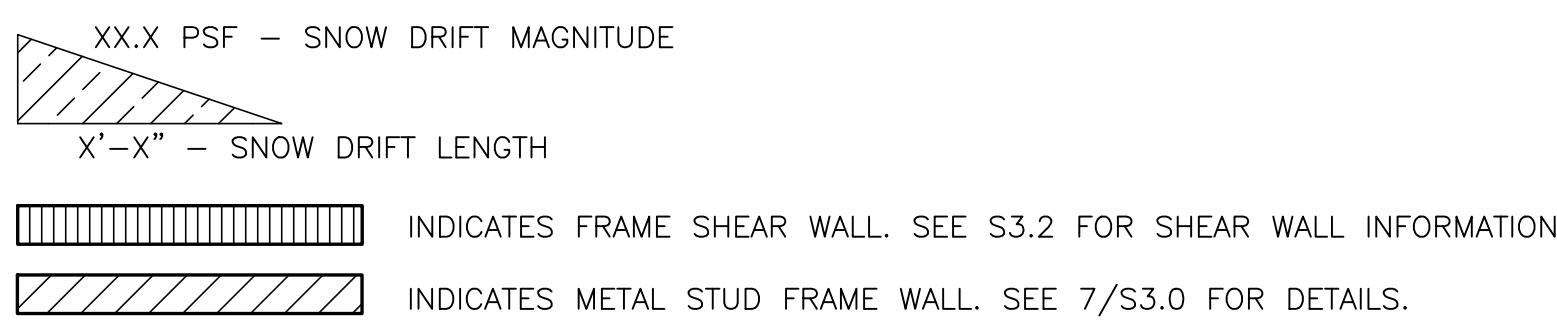 XX.X PSF – SNOW DRIFT MAGNITUDE
X'–X" – SNOW DRIFT LENGTH
INDICATES FRAME SHEAR WALL. SEE S3.2 FOR SHEAR WALL INFORMATION
INDICATES METAL STUD FRAME WALL. SEE 7/S3.0 FOR DETAILS.